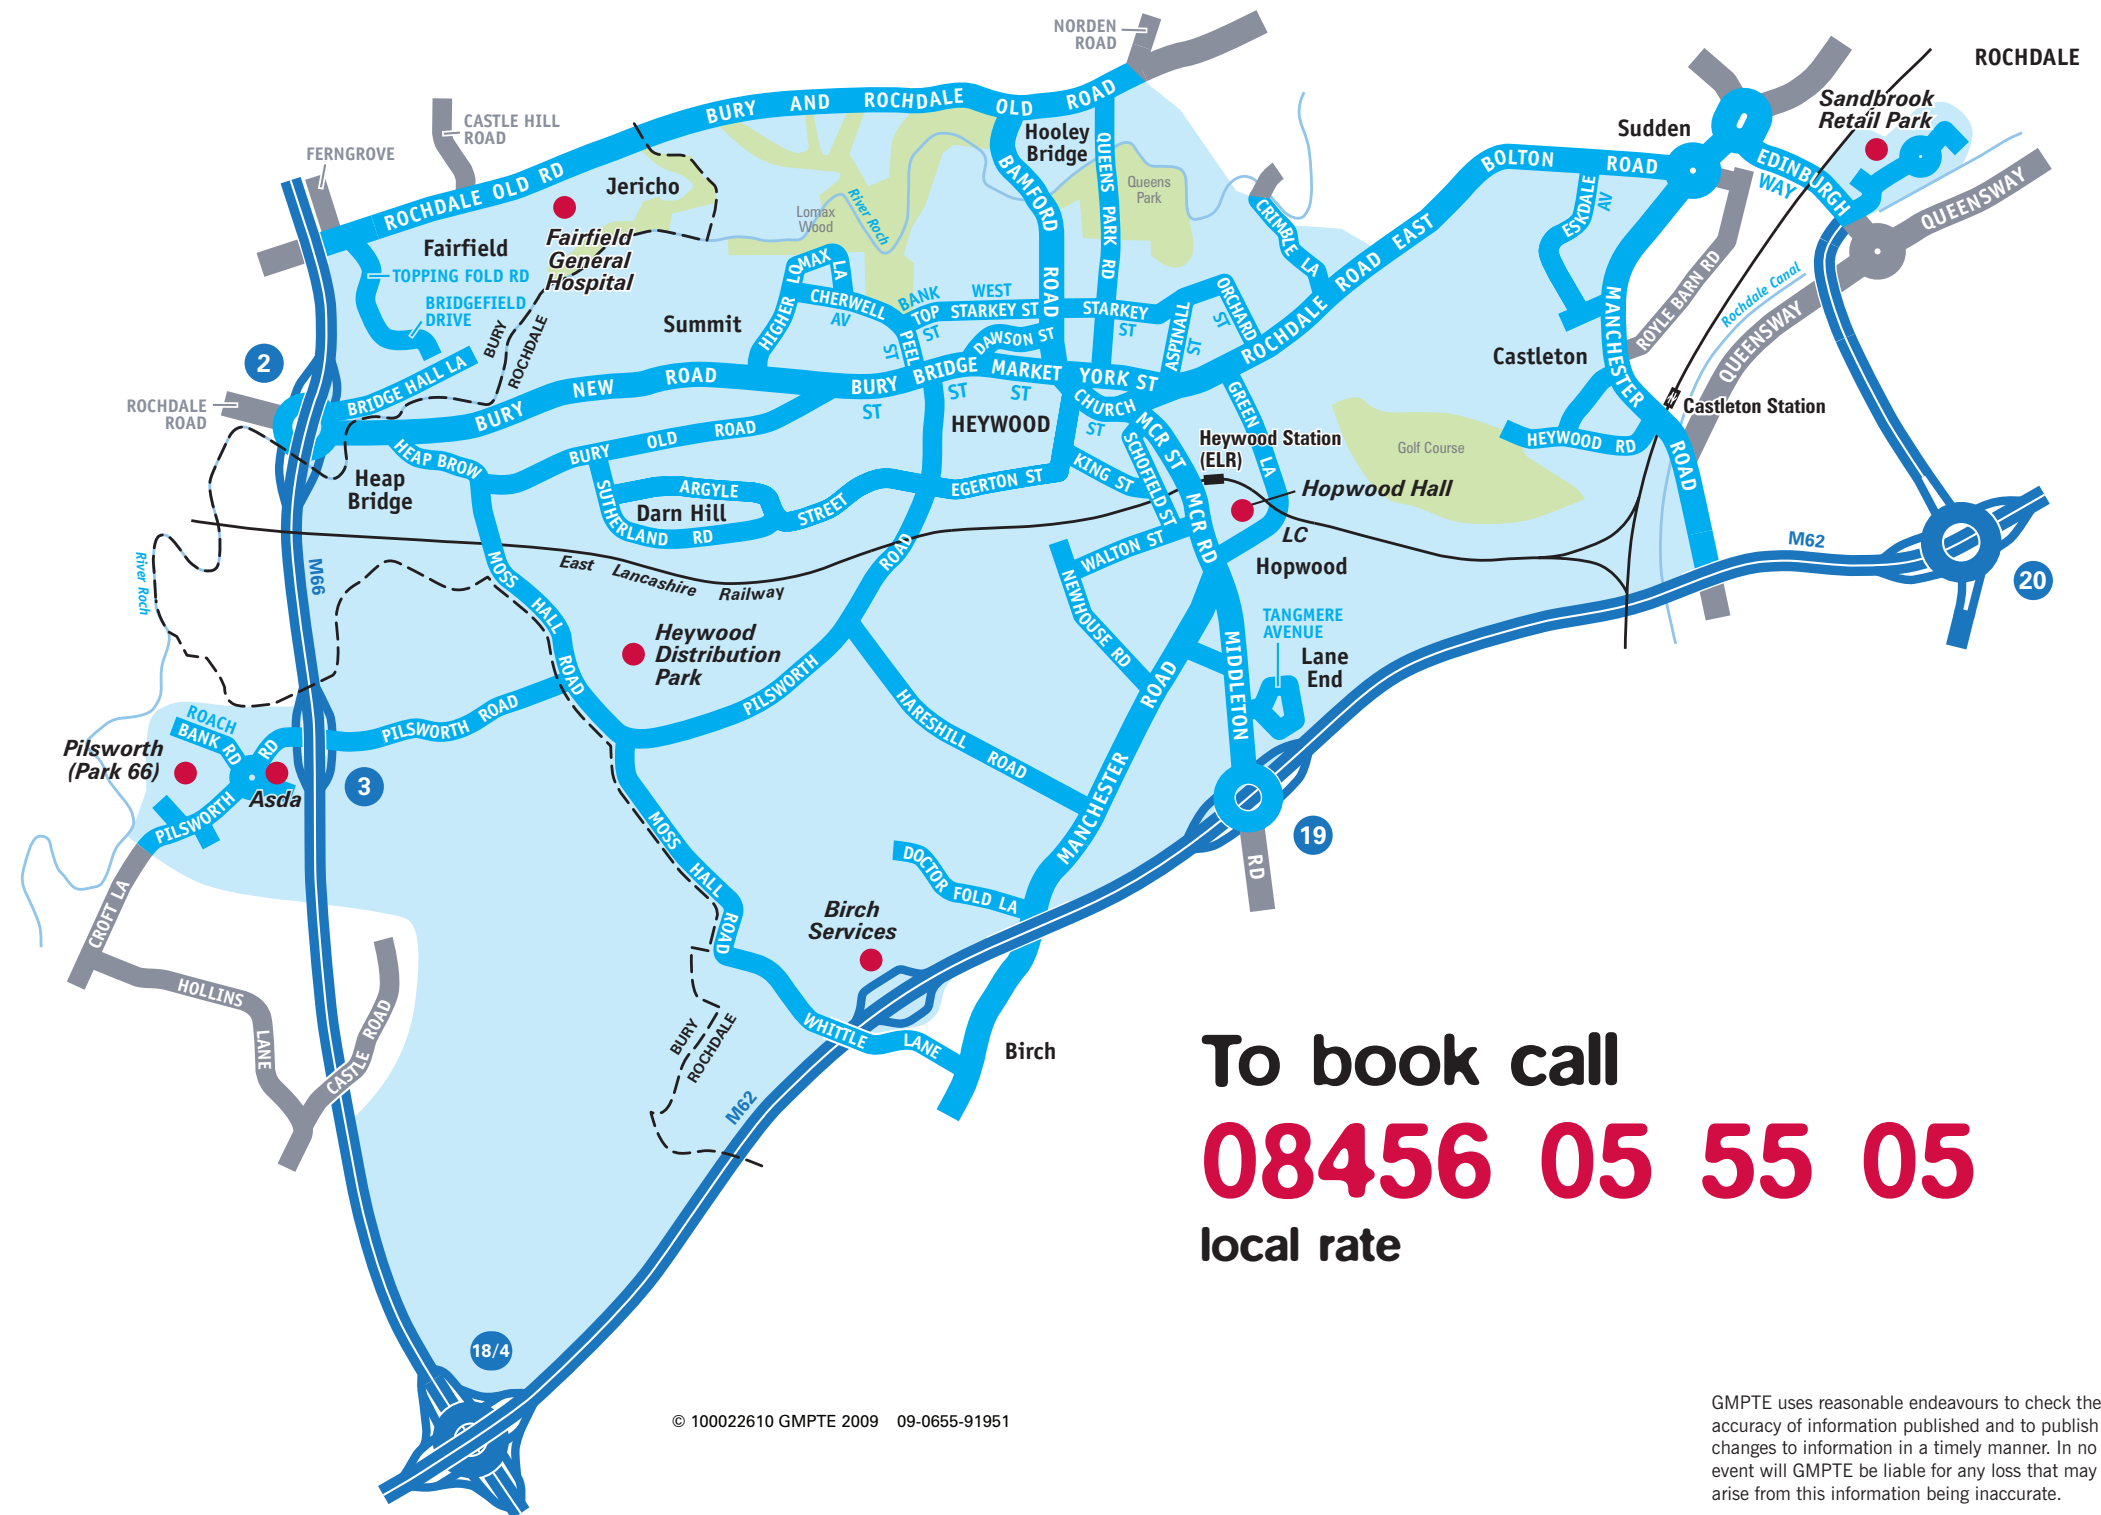 NORDEN
ROAD
ROCHDALE
CASTLE HILL
ROAD
FERNGROVE
BURY AND ROCHDALE OLD ROAD
Sandbrook
Retail Park
Sudden
Hooley
Bridge
QUEENS PARK RD
BAMFORD ROAD
Queens
Park
BOLTON ROAD
EDINBURGH
WAY
QUEENSWAY
ESKDALE
AV
CRIMBLE LA
Jericho
ROCHDALE OLD RD
Fairfield
Fairfield
General
Hospital
Lomax
Wood
River Roch
TOPPING FOLD RD
BRIDGEFIELD
DRIVE
BURY
ROCHDALE
Summit
HIGHER LOMAX LA
CHERWELL
AV
BANK
TOP
ST
WEST
STARKEY ST
STARKEY
ST
DAWSON ST
PEEL
ST
ASPINALL
ST
ORCHARD
ST
ROCHDALE ROAD EAST
MANCHESTER ROAD
ROYLE BARN RD
Rochdale Canal
QUEENSWAY
Castleton
Castleton Station
HEYWOOD RD
Golf Course
2
ROCHDALE
ROAD
BRIDGE HALL LA
BURY NEW ROAD
BURY
ST
BRIDGE
ST
MARKET
ST
YORK ST
CHURCH
ST
HEYWOOD
GREEN LA
MCR ST
MCR RD
SCHOFIELD ST
KING ST
Heywood Station
(ELR)
Hopwood Hall
LC
Hopwood
HEAP BROW
Heap
Bridge
BURY OLD ROAD
SUTHERLAND RD
ARGYLE STREET
Darn Hill
EGERTON ST
WALTON ST
NEWHOUSE RD
River Roch
M66
MOSS HALL ROAD
East Lancashire Railway
Heywood
Distribution
Park
PILSWORTH ROAD
PILSWORTH ROAD
HARESHILL ROAD
MANCHESTER ROAD
MIDDLETON
RD
TANGMERE
AVENUE
Lane
End
M62
20
ROACH
BANK RD
PILSWORTH RD
Pilsworth
(Park 66)
Asda
3
19
CROFT LA
HOLLINS LANE
CASTLE ROAD
MOSS HALL ROAD
DOCTOR FOLD LA
Birch
Services
WHITTLE LANE
Birch
BURY
ROCHDALE
M62
18/4
To book call
08456 05 55 05
local rate
© 100022610 GMPTE 2009 09-0655-91951
GMPTE uses reasonable endeavours to check the
accuracy of information published and to publish
changes to information in a timely manner. In no
event will GMPTE be liable for any loss that may
arise from this information being inaccurate.